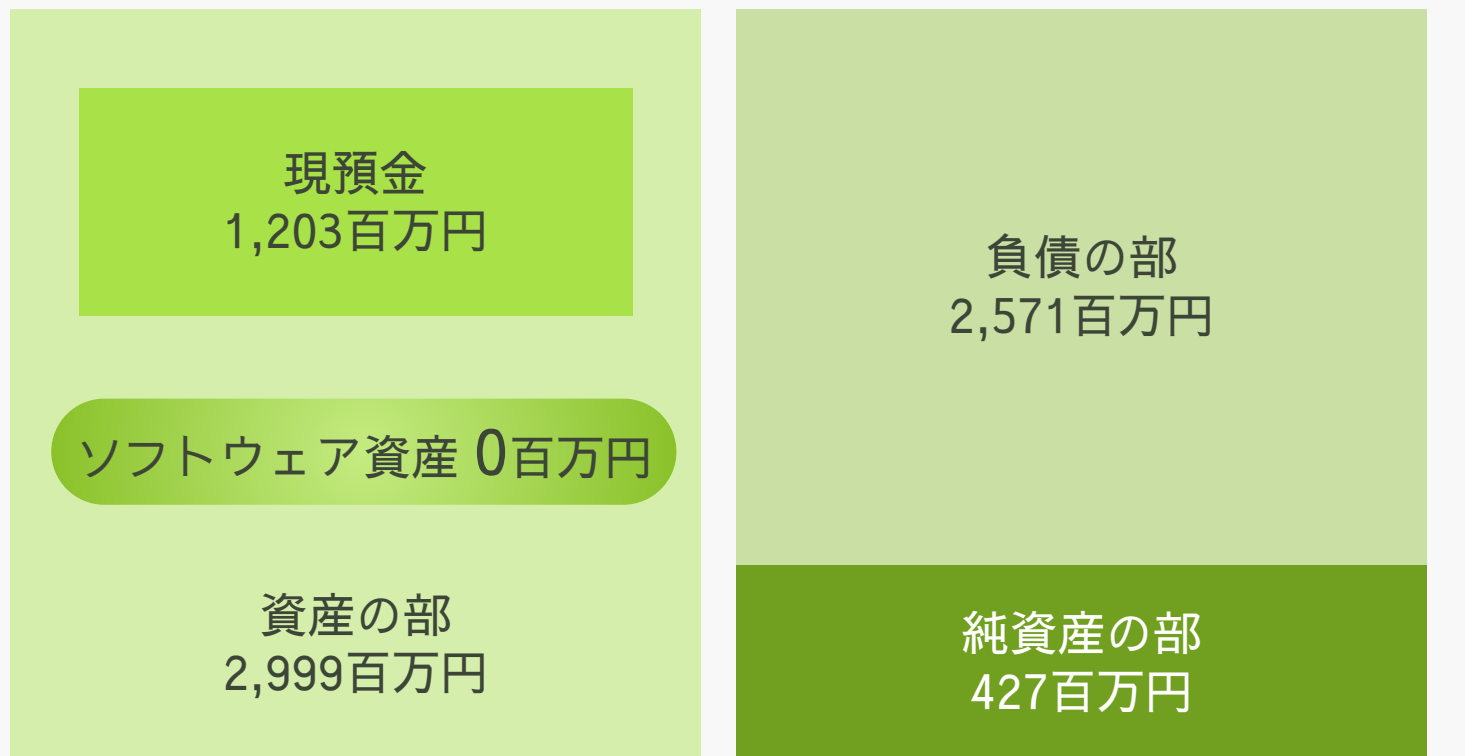 現預金
1,203百万円
ソフトウェア資産 0百万円
資産の部
2,999百万円
負債の部
2,571百万円
純資産の部
427百万円